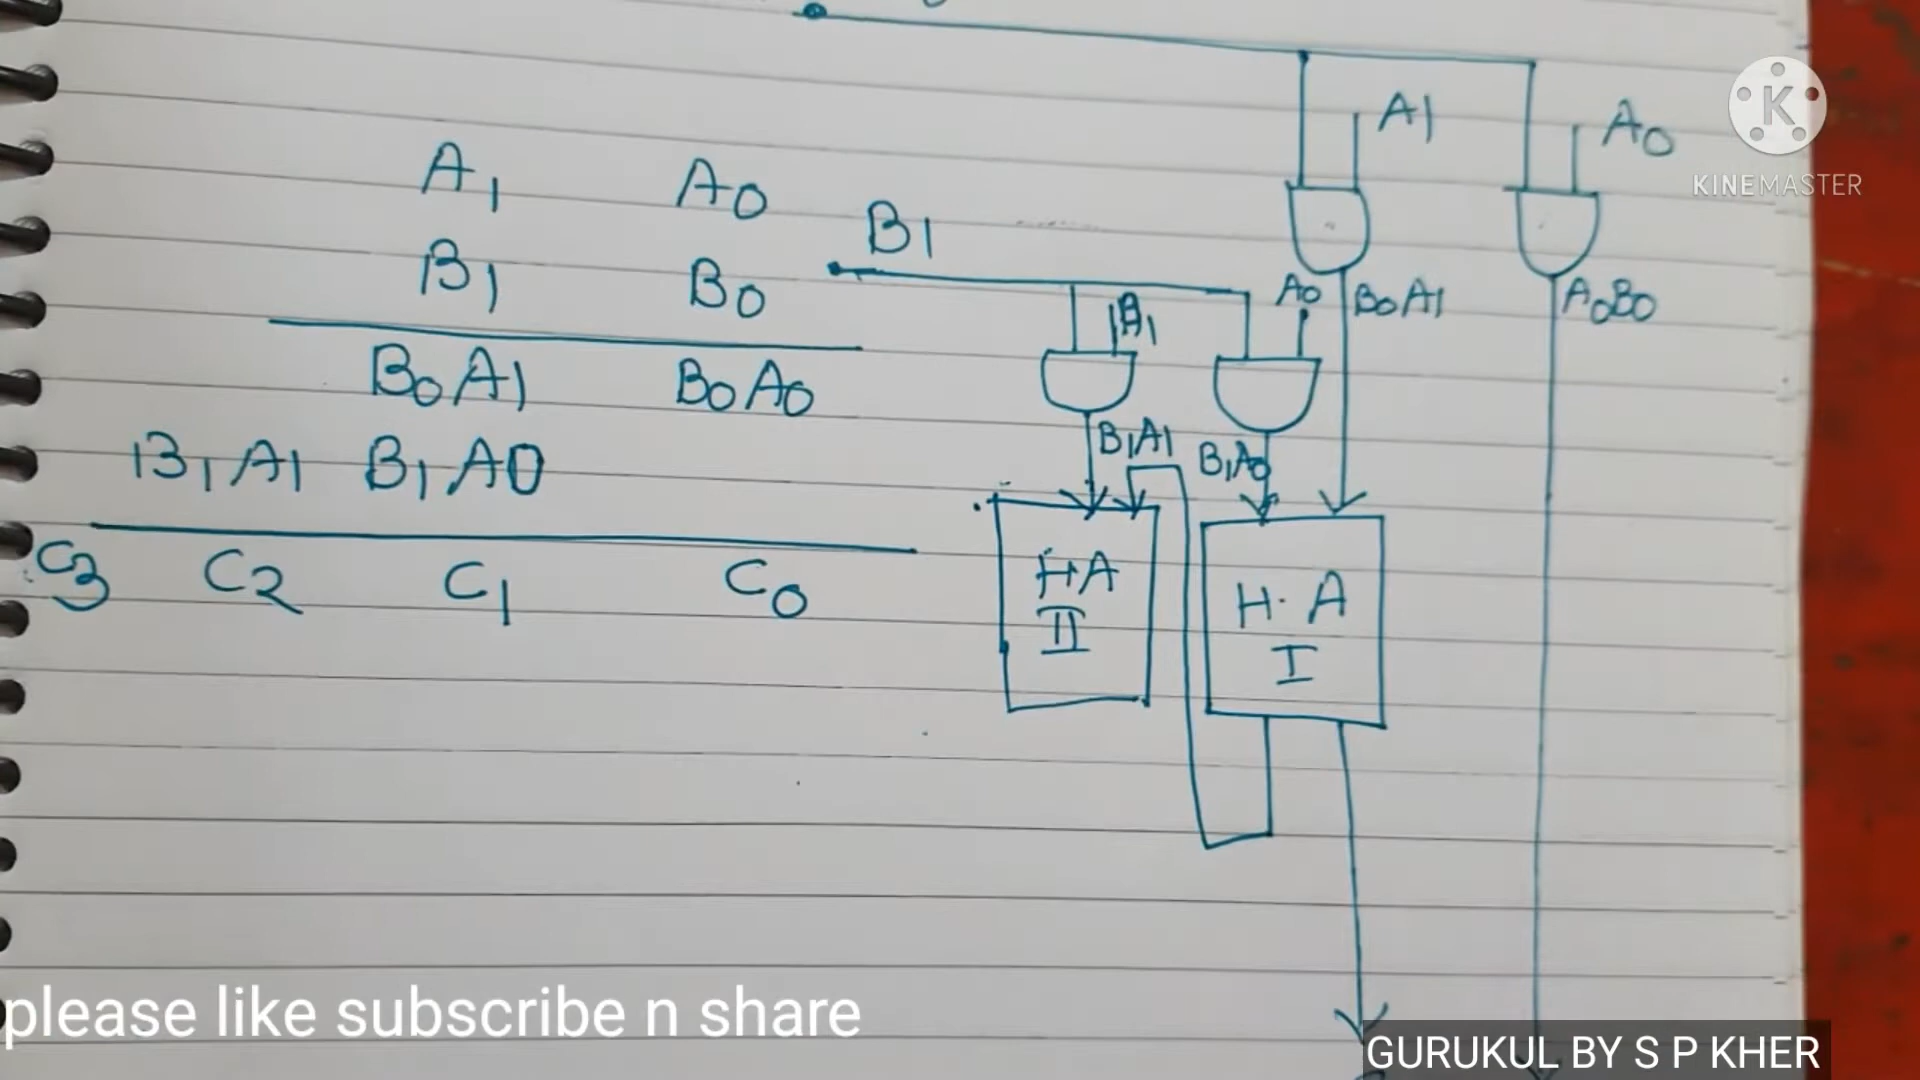 A1 A0
B1 B0
B0A1 B0A0
B1A1 B1A0
C3 C2 C1 C0
A1 A0
B1
A1 A0 B0A1 A0B0
B1A1 B1A0
HA
II
H.A
I
KINEMASTER
please like subscribe n share
GURUKUL BY S P KHER